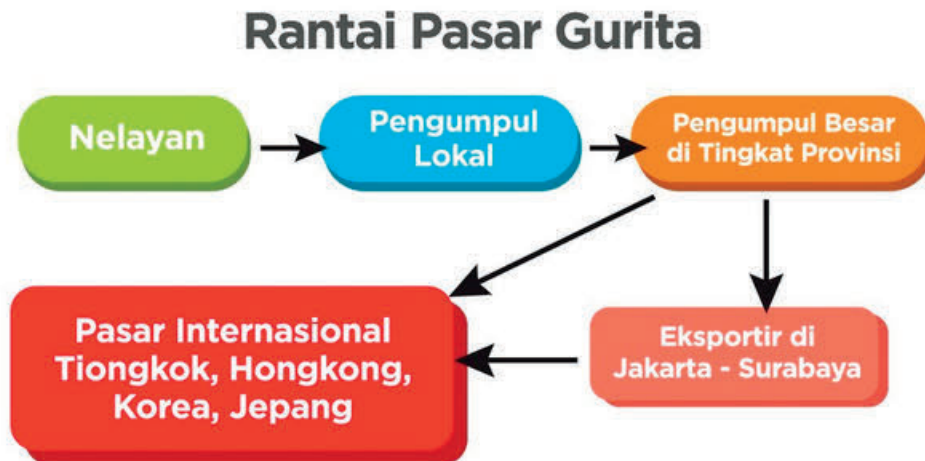 Rantai Pasar Gurita
Nelayan
Pengumpul
Lokal
Pengumpul Besar
di Tingkat Provinsi
Pasar Internasional
Tiongkok, Hongkong,
Korea, Jepang
Eksportir di
Jakarta - Surabaya